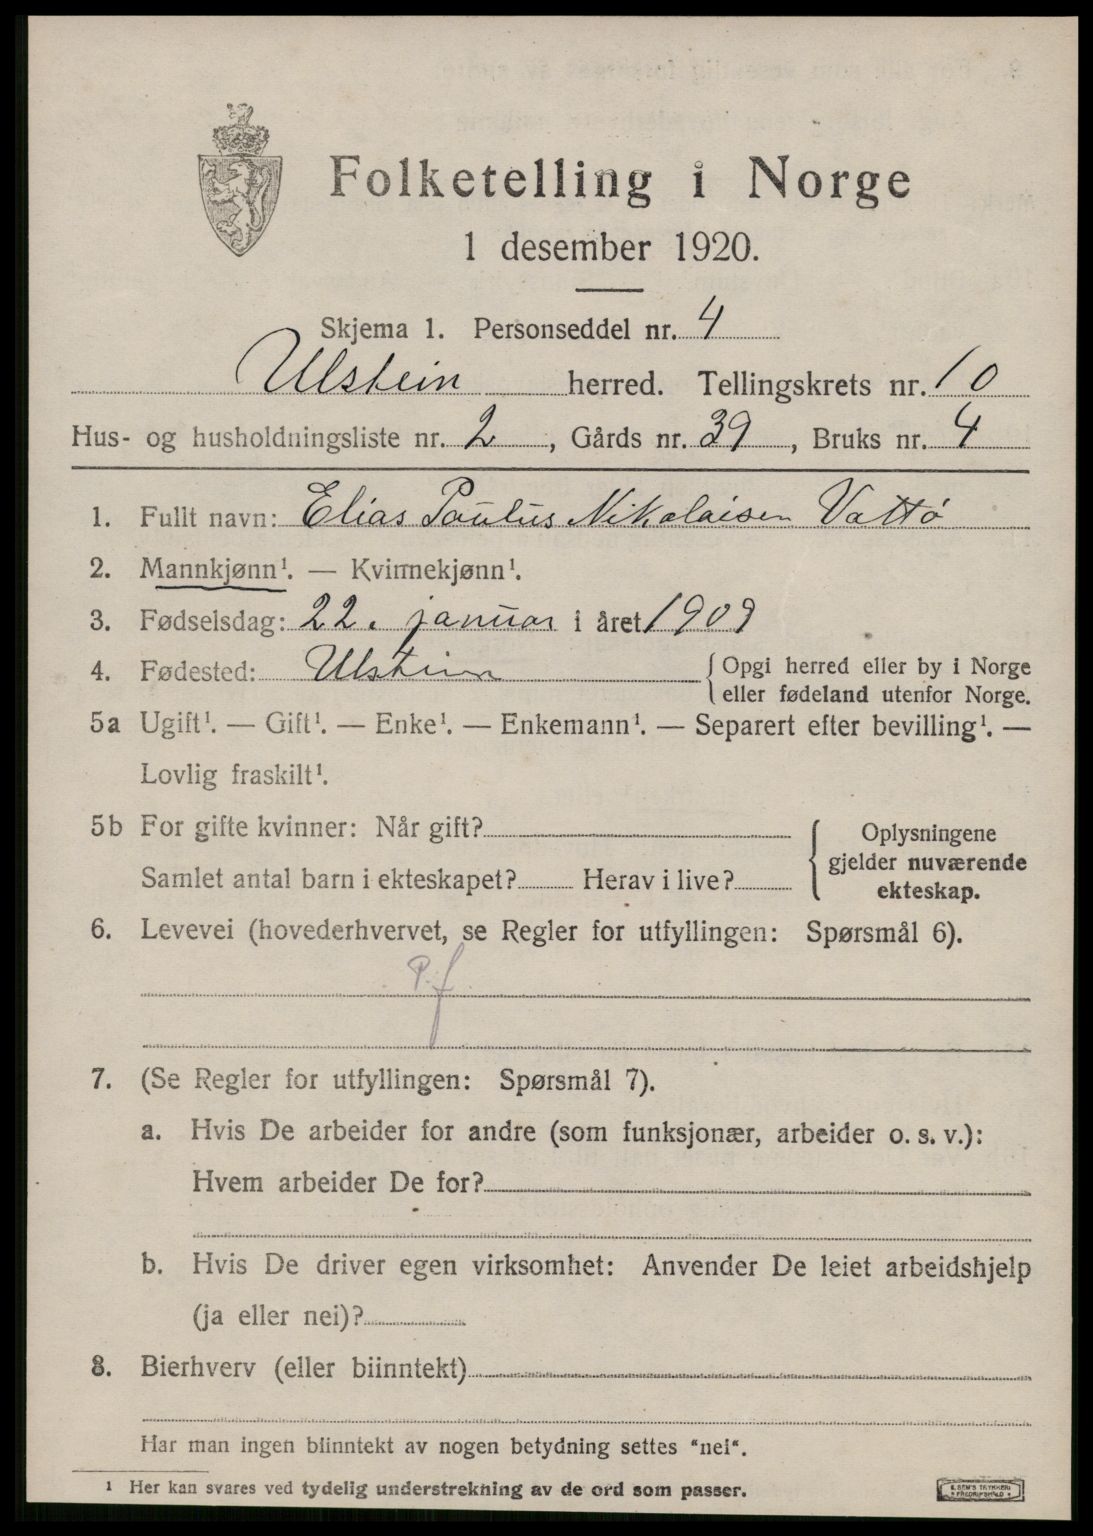 Folketelling i Norge
1 desember 1920.
Skjema 1. Personseddel nr. 4
Ulstein herred. Tellingskrets nr. 10
Hus- og husholdningsliste nr. 2, Gårds nr. 39, Bruks nr. 4
1. Fullt navn: Elias Paulus Nikolaisen Vattø
2. Mannkjønn¹. — Kvinnekjønn¹.
3. Fødselsdag: 22. januar i året 1909
4. Fødested: Ulstein { Opgi herred eller by i Norge
eller fødeland utenfor Norge.
5a Ugift¹. — Gift¹. — Enke¹. — Enkemann¹. — Separert efter bevilling¹. —
Lovlig fraskilt¹.
5b For gifte kvinner: Når gift? { Oplysningene
gjelder nuværende
Samlet antal barn i ekteskapet? Herav i live?
ekteskap.
6. Levevei (hovederhvervet, se Regler for utfyllingen: Spørsmål 6).
P.f.
7. (Se Regler for utfyllingen: Spørsmål 7).
a. Hvis De arbeider for andre (som funksjonær, arbeider o. s. v.):
Hvem arbeider De for?
b. Hvis De driver egen virksomhet: Anvender De leiet arbeidshjelp
(ja eller nei)?
8. Bierhverv (eller biinntekt)
Har man ingen biinntekt av nogen betydning settes "nei".
¹ Her kan svares ved tydelig understrekning av de ord som passer.